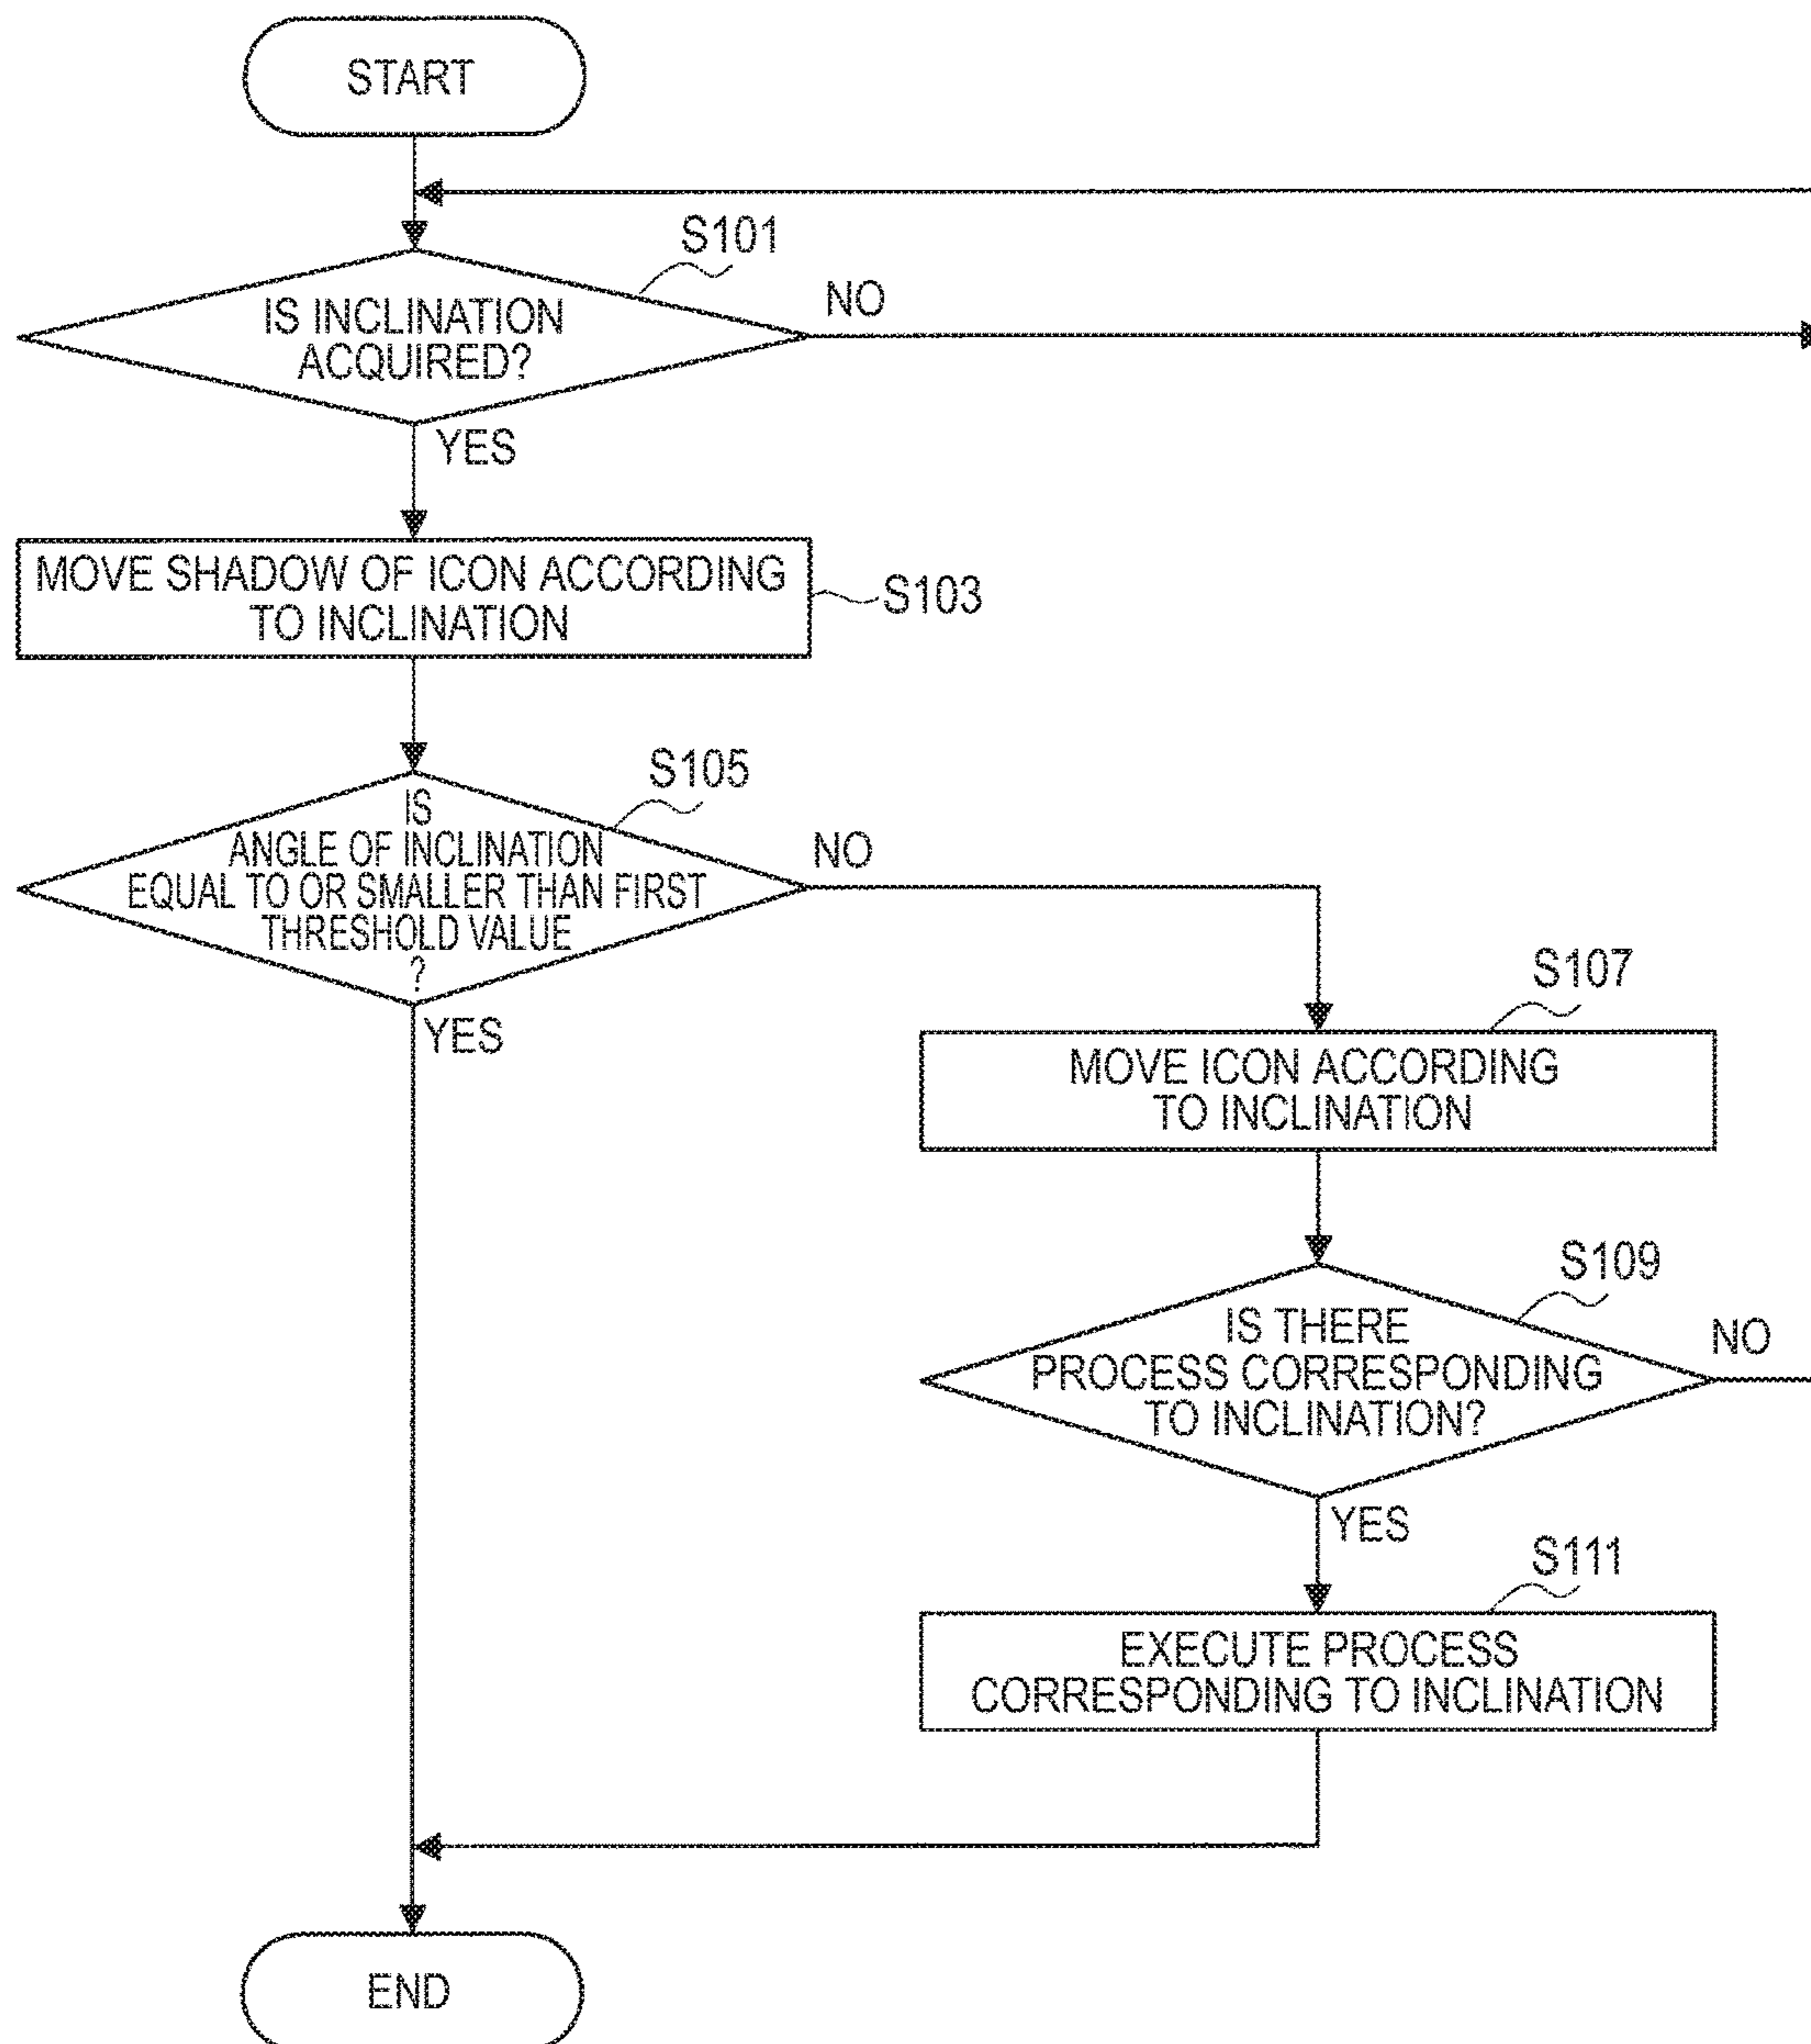 START
S101
IS INCLINATION
ACQUIRED?
NO
YES
MOVE SHADOW OF ICON ACCORDING
TO INCLINATION
S103
S105
IS
ANGLE OF INCLINATION
EQUAL TO OR SMALLER THAN FIRST
THRESHOLD VALUE
?
NO
YES
S107
MOVE ICON ACCORDING
TO INCLINATION
S109
IS THERE
PROCESS CORRESPONDING
TO INCLINATION?
NO
YES
S111
EXECUTE PROCESS
CORRESPONDING TO INCLINATION
END